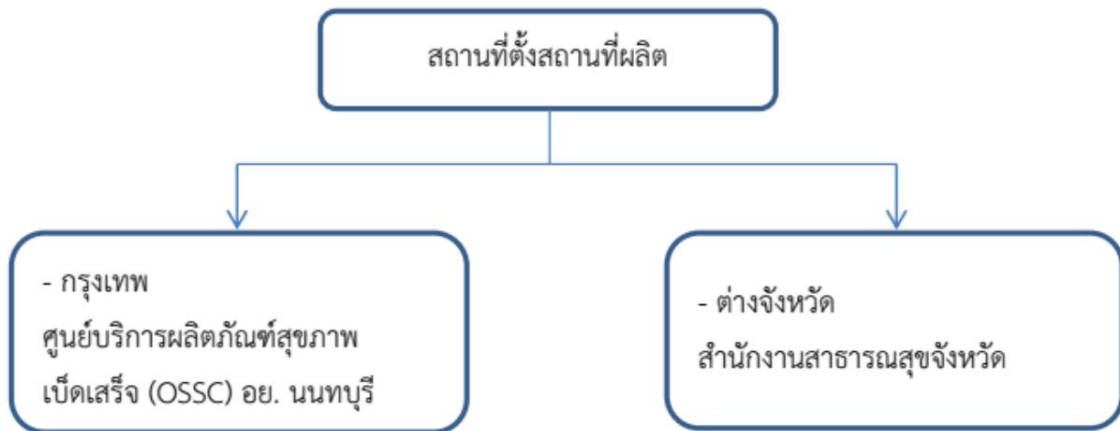 สถานที่ตั้งสถานที่ผลิต
- กรุงเทพ
ศูนย์บริการผลิตภัณฑ์สุขภาพ
เบ็ดเสร็จ (OSSC) อย. นนทบุรี
- ต่างจังหวัด
สำนักงานสาธารณสุขจังหวัด